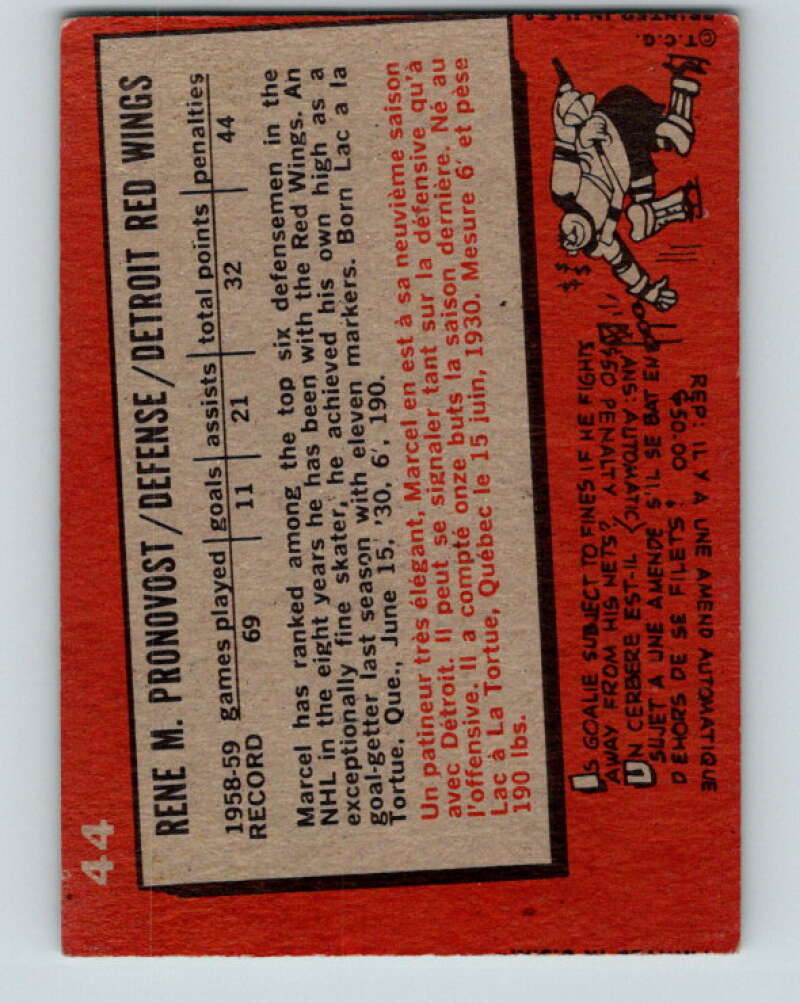 44
RENE M. PRONOVOST/DEFENSE/DETROIT RED WINGS
1958-59 games played goals assists total points penalties
RECORD 69 11 21 32 44
Marcel has ranked among the top six defensemen in the
NHL in the eight years he has been with the Red Wings. An
exceptionally fine skater, he achieved his own high as a
goal-getter last season with eleven markers. Born Lac a la
Tortue, Que., June 15, '30, 6', 190.
Un patineur très élégant, Marcel en est à sa neuvième saison
avec Détroit. Il peut se signaler tant sur la défensive qu'à
l'offensive. Il a compté onze buts la saison dernière. Né au
Lac à La Tortue, Québec le 15 juin, 1930. Mesure 6' et pèse
190 lbs.
IS GOALIE SUBJECT TO FINES IF HE FIGHTS
AWAY FROM HIS NETS?
ANS: AUTOMATIC $50 PENALTY
UN CERBERE EST-IL
SUJET A UNE AMENDE S'IL SE BAT EN
DEHORS DE SE FILETS?
REP: IL Y A UNE AMEND AUTOMATIQUE
$50.00
$ $ $ $
© T.C.G.
PRINTED IN U.S.A.